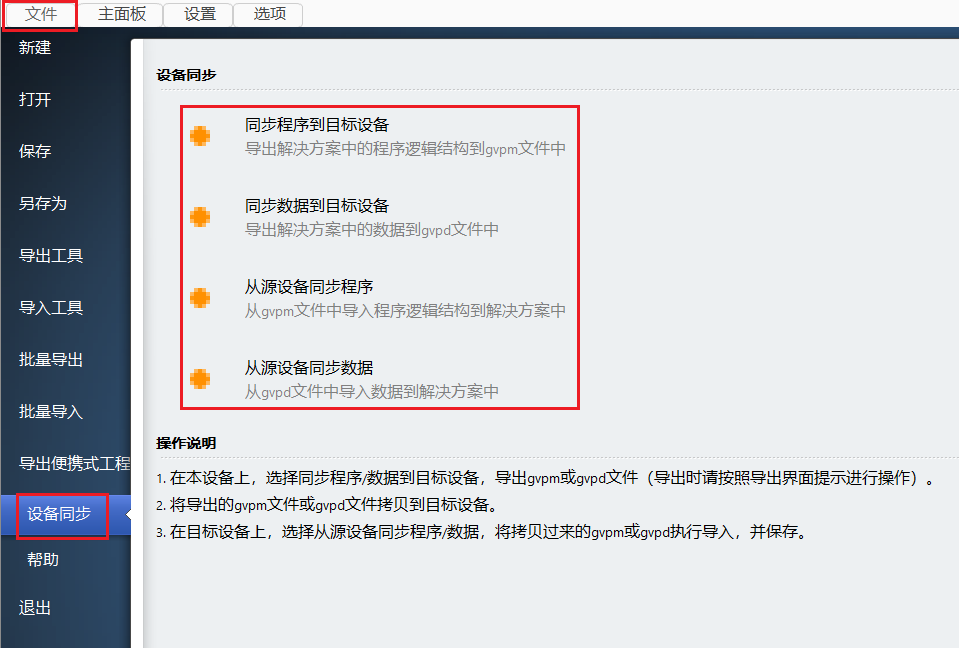 文件 主面板 设置 选项
新建
打开
保存
另存为
导出工具
导入工具
批量导出
批量导入
导出便携式工程
设备同步
帮助
退出
设备同步
同步程序到目标设备
导出解决方案中的程序逻辑结构到gvpm文件中
同步数据到目标设备
导出解决方案中的数据到gvpd文件中
从源设备同步程序
从gvpm文件中导入程序逻辑结构到解决方案中
从源设备同步数据
从gvpd文件中导入数据到解决方案中
操作说明
1. 在本设备上，选择同步程序/数据到目标设备，导出gvpm或gvpd文件（导出时请按照导出界面提示进行操作）。
2. 将导出的gvpm文件或gvpd文件拷贝到目标设备。
3. 在目标设备上，选择从源设备同步程序/数据，将拷贝过来的gvpm或gvpd执行导入，并保存。